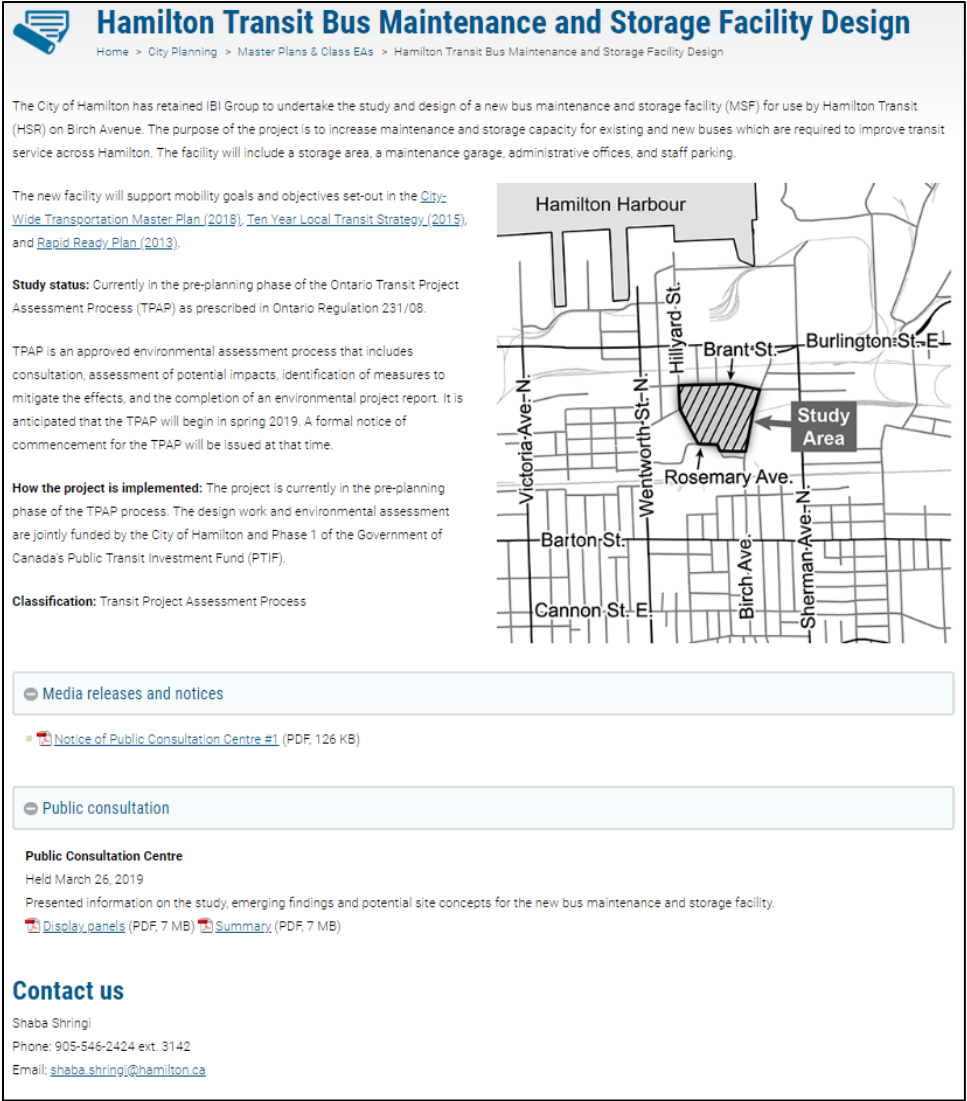 Hamilton Transit Bus Maintenance and Storage Facility Design
Home > City Planning > Master Plans & Class EAs > Hamilton Transit Bus Maintenance and Storage Facility Design
The City of Hamilton has retained IBI Group to undertake the study and design of a new bus maintenance and storage facility (MSF) for use by Hamilton Transit
(HSR) on Birch Avenue. The purpose of the project is to increase maintenance and storage capacity for existing and new buses which are required to improve transit
service across Hamilton. The facility will include a storage area, a maintenance garage, administrative offices, and staff parking.
The new facility will support mobility goals and objectives set-out in the City-
Wide Transportation Master Plan (2018), Ten Year Local Transit Strategy (2015),
and Rapid Ready Plan (2013).
Study status: Currently in the pre-planning phase of the Ontario Transit Project
Assessment Process (TPAP) as prescribed in Ontario Regulation 231/08.
TPAP is an approved environmental assessment process that includes
consultation, assessment of potential impacts, identification of measures to
mitigate the effects, and the completion of an environmental project report. It is
anticipated that the TPAP will begin in spring 2019. A formal notice of
commencement for the TPAP will be issued at that time.
How the project is implemented: The project is currently in the pre-planning
phase of the TPAP process. The design work and environmental assessment
are jointly funded by the City of Hamilton and Phase 1 of the Government of
Canada's Public Transit Investment Fund (PTIF).
Classification: Transit Project Assessment Process
Hamilton Harbour
Hillyard St.
Brant St.
Burlington St. E
Victoria Ave. N.
Wentworth St. N.
Study
Area
Rosemary Ave.
Barton St.
Birch Ave.
Sherman Ave. N.
Cannon St. E.
Media releases and notices
Notice of Public Consultation Centre #1 (PDF, 126 KB)
Public consultation
Public Consultation Centre
Held March 26, 2019
Presented information on the study, emerging findings and potential site concepts for the new bus maintenance and storage facility.
Display panels (PDF, 7 MB) Summary (PDF, 7 MB)
Contact us
Shaba Shringi
Phone: 905-546-2424 ext. 3142
Email: shaba.shringi@hamilton.ca